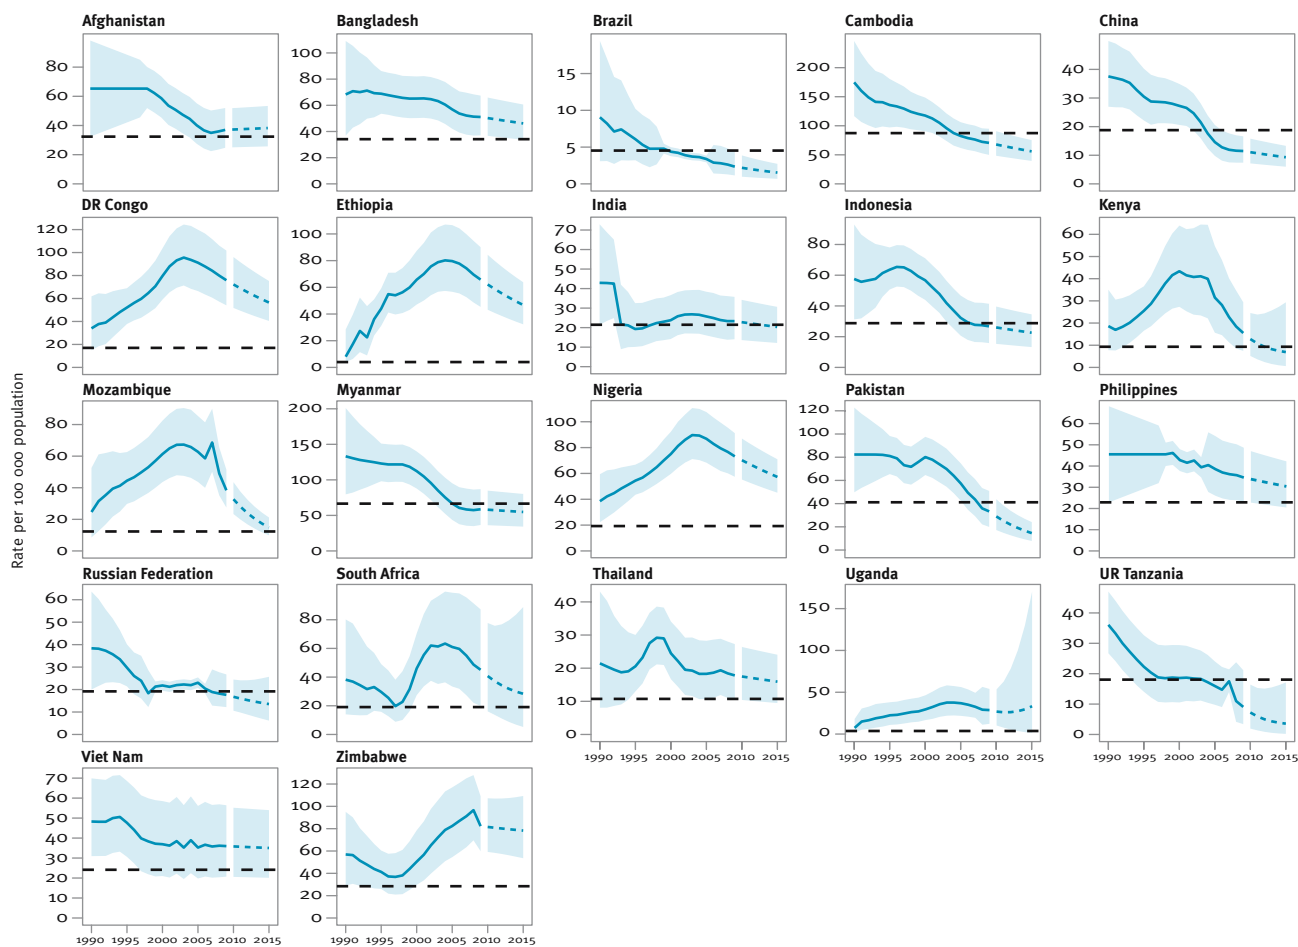 Afghanistan Bangladesh Brazil Cambodia China
80 60 40 20 0
100 80 60 40 20 0
15 10 5 0
200 150 100 50 0
40 30 20 10 0
DR Congo Ethiopia India Indonesia Kenya
120 100 80 60 40 20 0
100 80 60 40 20 0
70 60 50 40 30 20 10 0
80 60 40 20 0
60 50 40 30 20 10 0
Rate per 100 000 population
Mozambique Myanmar Nigeria Pakistan Philippines
80 60 40 20 0
200 150 100 50 0
100 80 60 40 20 0
120 100 80 60 40 20 0
60 50 40 30 20 10 0
Russian Federation South Africa Thailand Uganda UR Tanzania
60 50 40 30 20 10 0
80 60 40 20 0
40 30 20 10 0
150 100 50 0
40 30 20 10 0
1990 1995 2000 2005 2010 2015
1990 1995 2000 2005 2010 2015
1990 1995 2000 2005 2010 2015
Viet Nam Zimbabwe
70 60 50 40 30 20 10 0
120 100 80 60 40 20 0
1990 1995 2000 2005 2010 2015
1990 1995 2000 2005 2010 2015